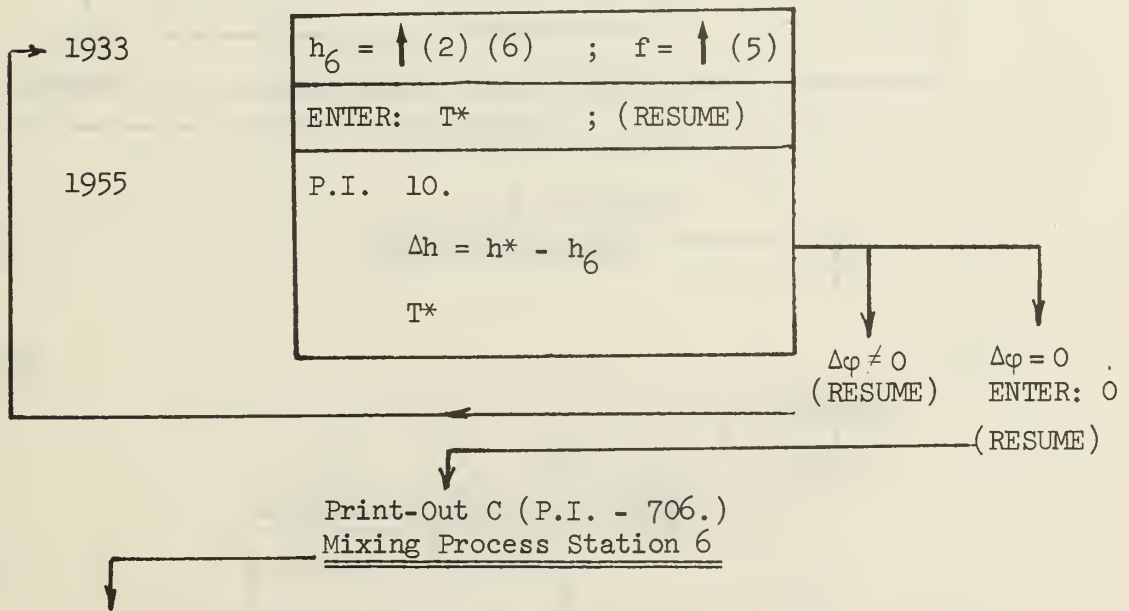 1933
h6 = ↑ (2) (6) ; f = ↑ (5)
ENTER: T* ; (RESUME)
1955
P.I. 10.
Δh = h* - h6
T*
Δφ ≠ 0
(RESUME)
Δφ = 0
ENTER: 0
(RESUME)
Print-Out C (P.I. - 706.)
Mixing Process Station 6